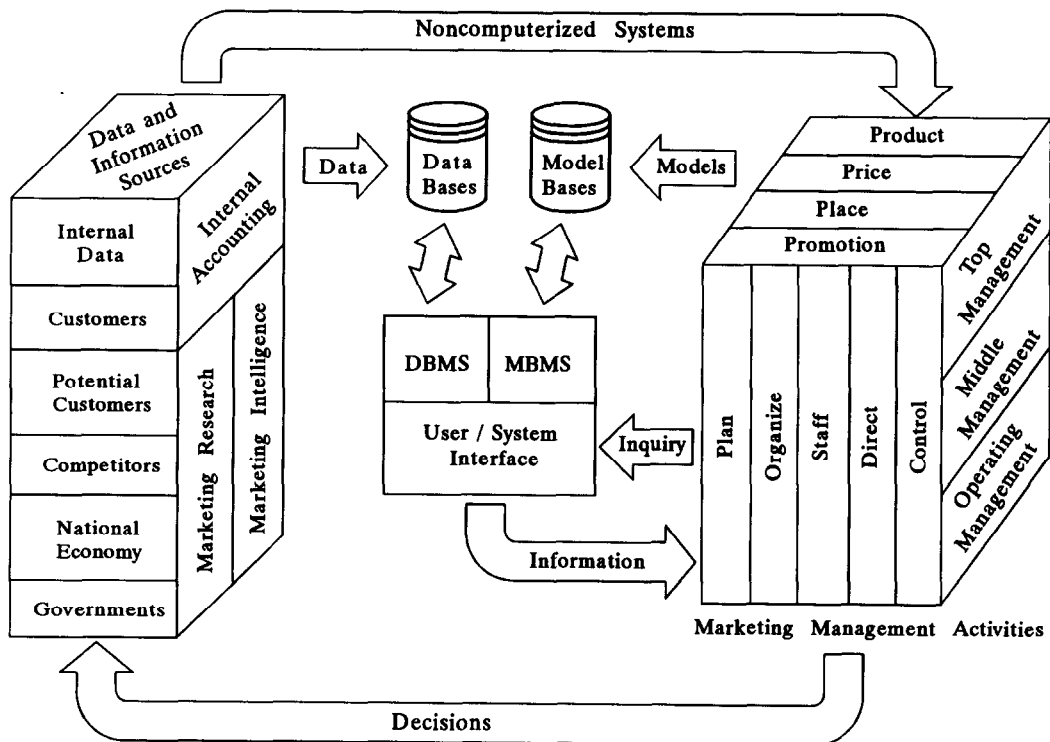 Noncomputerized Systems
Data and
Information
Sources
Internal
Accounting
Internal
Data
Customers
Potential
Customers
Competitors
National
Economy
Governments
Marketing Research
Marketing Intelligence
Data
Data
Bases
Model
Bases
Models
DBMS
MBMS
User / System
Interface
Inquiry
Information
Product
Price
Place
Promotion
Plan
Organize
Staff
Direct
Control
Top
Management
Middle
Management
Operating
Management
Marketing Management Activities
Decisions